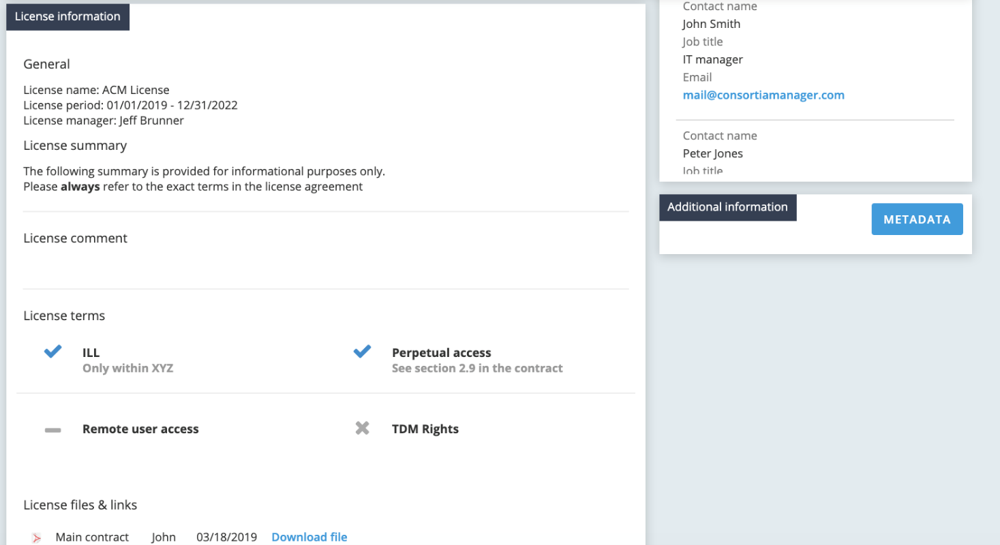 License information
General
License name: ACM License
License period: 01/01/2019 - 12/31/2022
License manager: Jeff Brunner
License summary
The following summary is provided for informational purposes only.
Please always refer to the exact terms in the license agreement
License comment
License terms
ILL
Only within XYZ
Perpetual access
See section 2.9 in the contract
Remote user access
TDM Rights
License files & links
Main contract John 03/18/2019 Download file
Contact name
John Smith
Job title
IT manager
Email
mail@consortiamanager.com
Contact name
Peter Jones
Job title
Additional information
METADATA